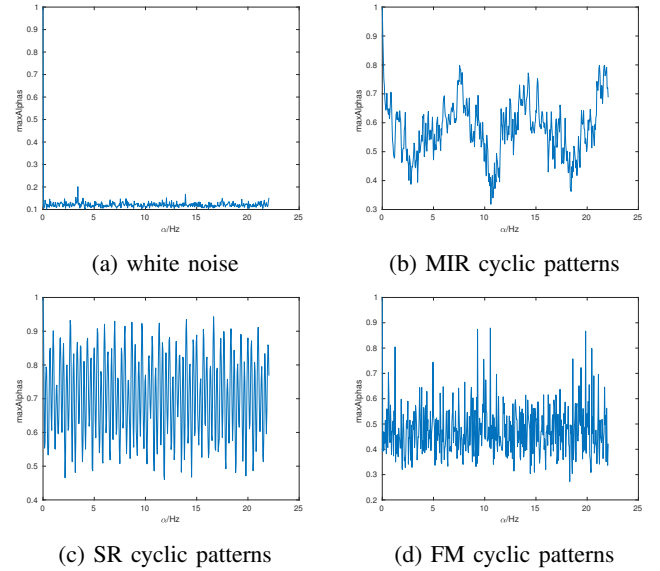 1
0.9
0.8
0.7
0.6
0.5
0.4
0.3
0.2
0.1
maxAlphas
0 5 10 15 20 25
α/Hz
(a) white noise
1
0.9
0.8
0.7
0.6
0.5
0.4
0.3
maxAlphas
0 5 10 15 20 25
α/Hz
(b) MIR cyclic patterns
1
0.9
0.8
0.7
0.6
0.5
0.4
maxAlphas
0 5 10 15 20 25
α/Hz
(c) SR cyclic patterns
1
0.9
0.8
0.7
0.6
0.5
0.4
0.3
0.2
maxAlphas
0 5 10 15 20 25
α/Hz
(d) FM cyclic patterns